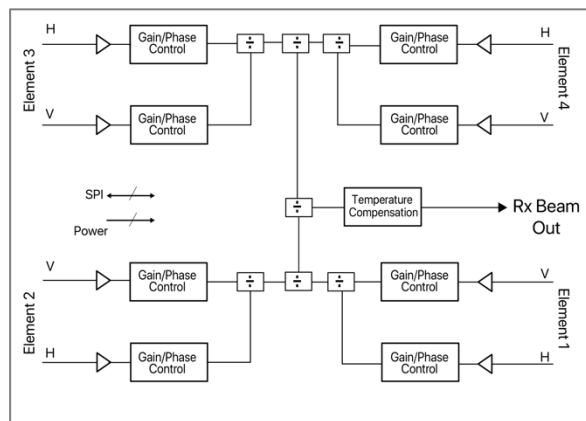 H
Gain/Phase
Control
÷
÷
÷
Gain/Phase
Control
H
Element 3
Element 4
V
Gain/Phase
Control
Gain/Phase
Control
V
SPI
Power
÷
Temperature
Compensation
Rx Beam
Out
V
Gain/Phase
Control
÷
÷
÷
Gain/Phase
Control
V
Element 2
Element 1
H
Gain/Phase
Control
Gain/Phase
Control
H